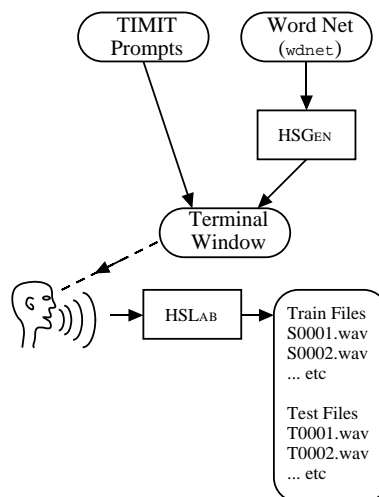 TIMIT
Prompts
Word Net
(wdnet)
HSGEN
Terminal
Window
HSLAB
Train Files
S0001.wav
S0002.wav
... etc
Test Files
T0001.wav
T0002.wav
... etc